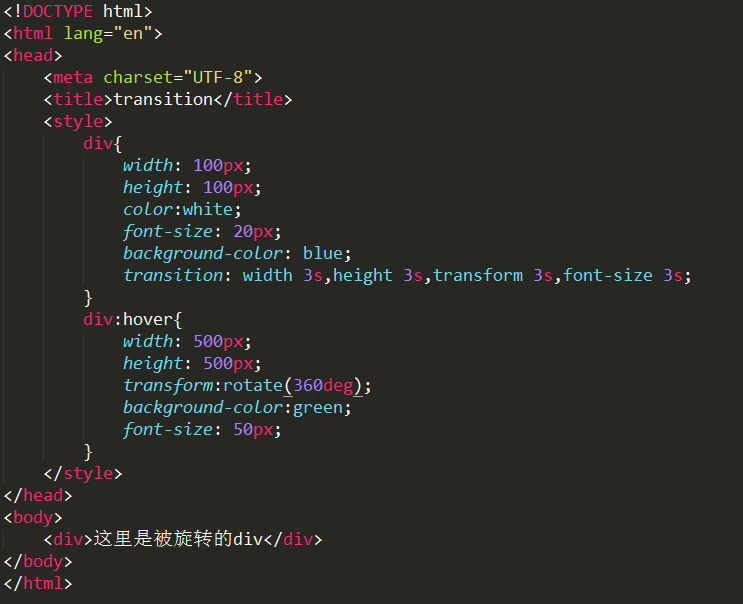 <!DOCTYPE html>
<html lang="en">
<head>
    <meta charset="UTF-8">
    <title>transition</title>
    <style>
        div{
            width: 100px;
            height: 100px;
            color:white;
            font-size: 20px;
            background-color: blue;
            transition: width 3s,height 3s,transform 3s,font-size 3s;
        }
        div:hover{
            width: 500px;
            height: 500px;
            transform:rotate(360deg);
            background-color:green;
            font-size: 50px;
        }
    </style>
</head>
<body>
    <div>这里是被旋转的div</div>
</body>
</html>